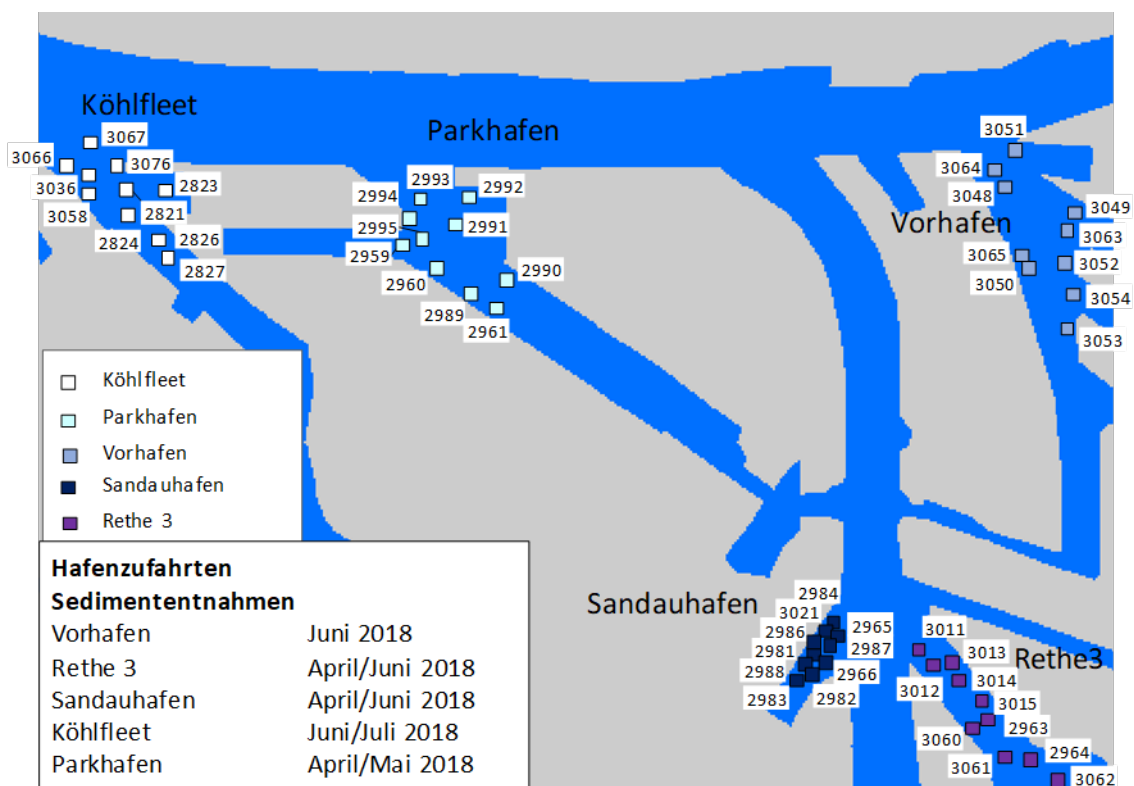 Köhlfleet
3067
3066
3076
3036
2823
3058
2821
2824
2826
2827
Parkhafen
2993
2994
2992
2995
2991
2959
2960
2990
2989
2961
3051
3064
3048
3049
Vorhafen
3063
3065
3052
3050
3054
3053
Köhlfleet
Parkhafen
Vorhafen
Sandauhafen
Rethe 3
Hafenzufahrten
Sedimententnahmen
Vorhafen Juni 2018
Rethe 3 April/Juni 2018
Sandauhafen April/Juni 2018
Köhlfleet Juni/Juli 2018
Parkhafen April/Mai 2018
Sandauhafen
2984
3021
2986
2965
2981
2987
2988
2966
2983
2982
3011
3013
Rethe3
3012
3014
3015
2963
3060
2964
3061
3062